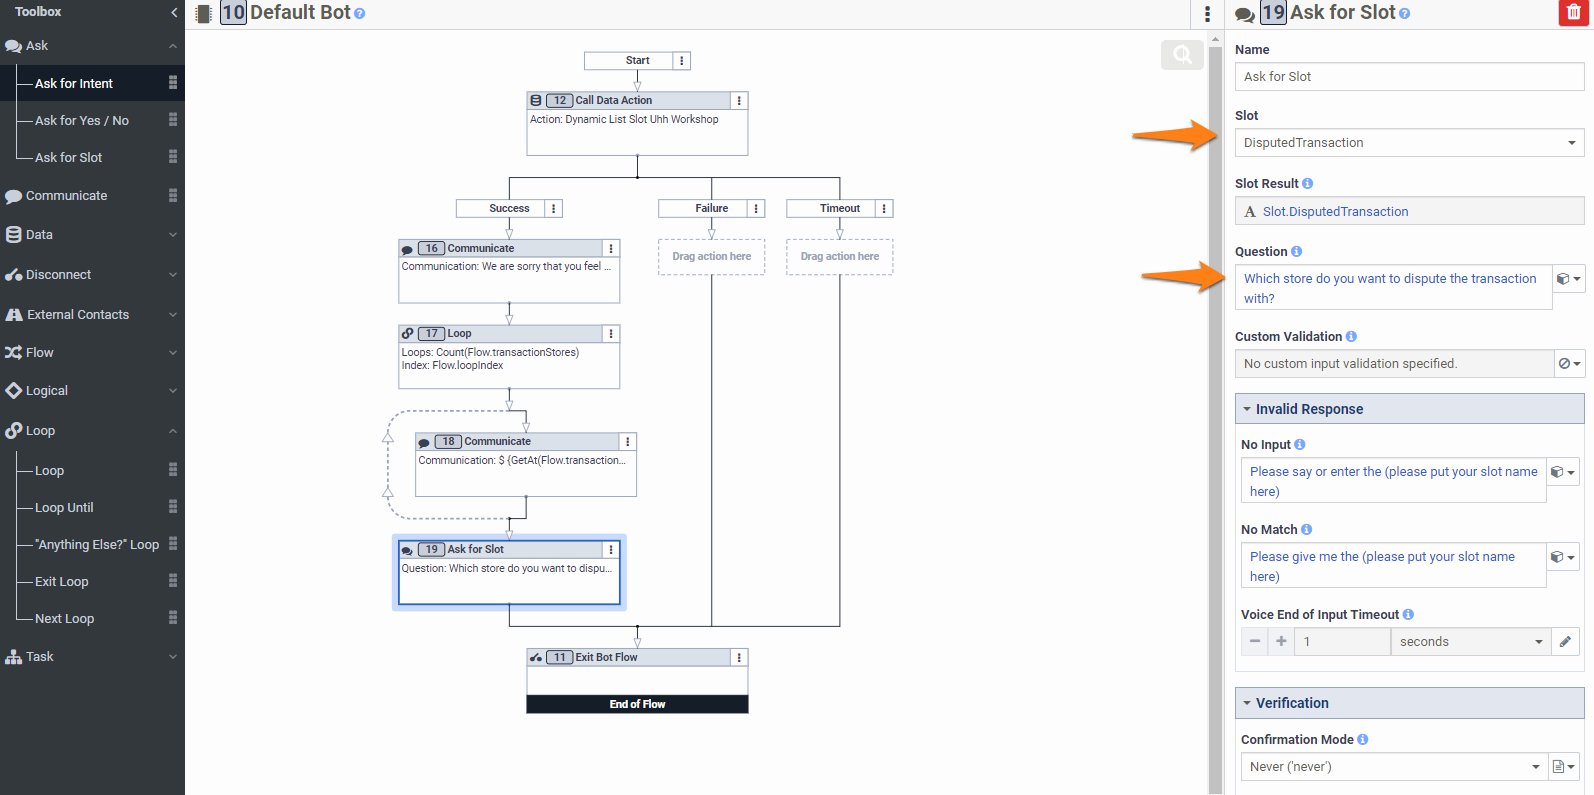 Toolbox
Ask
Ask for Intent
Ask for Yes / No
Ask for Slot
Communicate
Data
Disconnect
External Contacts
Flow
Logical
Loop
Loop
Loop Until
"Anything Else?" Loop
Exit Loop
Next Loop
Task
10 Default Bot
Start
12 Call Data Action
Action: Dynamic List Slot Uhh Workshop
Success
Failure
Timeout
16 Communicate
Communication: We are sorry that you feel ...
Drag action here
Drag action here
17 Loop
Loops: Count(Flow.transactionStores)
Index: Flow.loopIndex
18 Communicate
Communication: $ {GetAt(Flow.transaction...
19 Ask for Slot
Question: Which store do you want to dispu...
11 Exit Bot Flow
End of Flow
19 Ask for Slot
Name
Ask for Slot
Slot
DisputedTransaction
Slot Result
A Slot.DisputedTransaction
Question
Which store do you want to dispute the transaction
with?
Custom Validation
No custom input validation specified.
Invalid Response
No Input
Please say or enter the (please put your slot name
here)
No Match
Please give me the (please put your slot name
here)
Voice End of Input Timeout
1 seconds
Verification
Confirmation Mode
Never ('never')